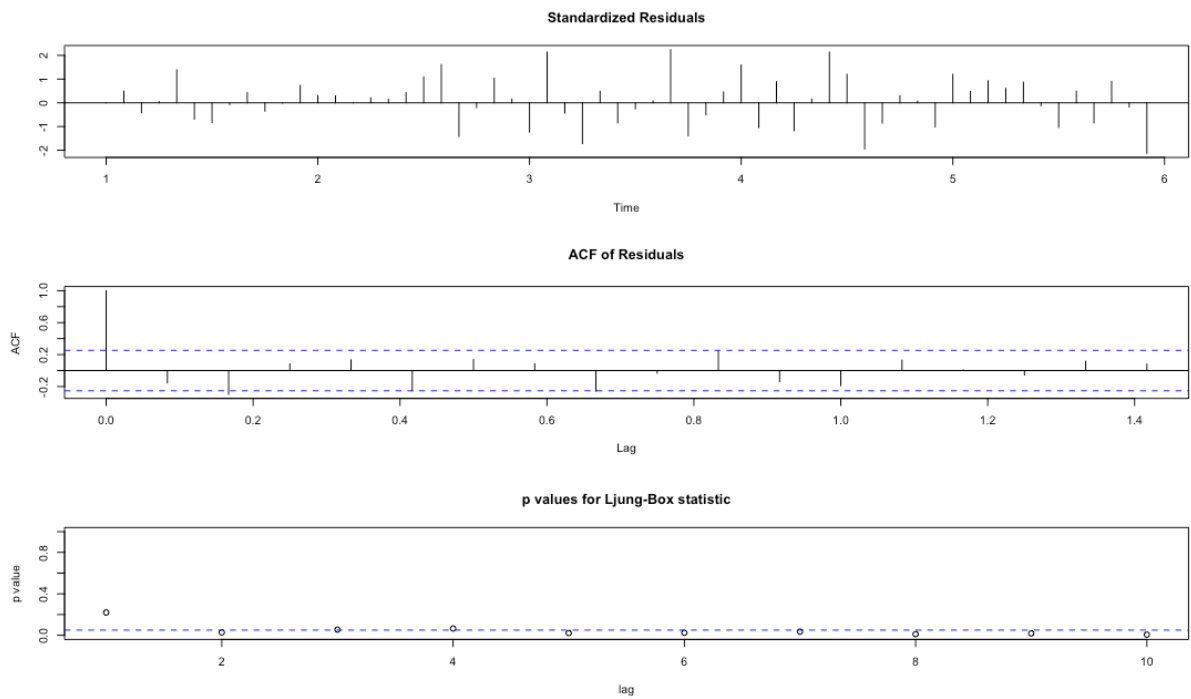 Standardized Residuals
2
1
0
-1
-2
1 2 3 4 5 6
Time
ACF of Residuals
ACF
1.0
0.6
0.2
-0.2
0.0 0.2 0.4 0.6 0.8 1.0 1.2 1.4
Lag
p values for Ljung-Box statistic
p value
0.8
0.4
0.0
2 4 6 8 10
lag